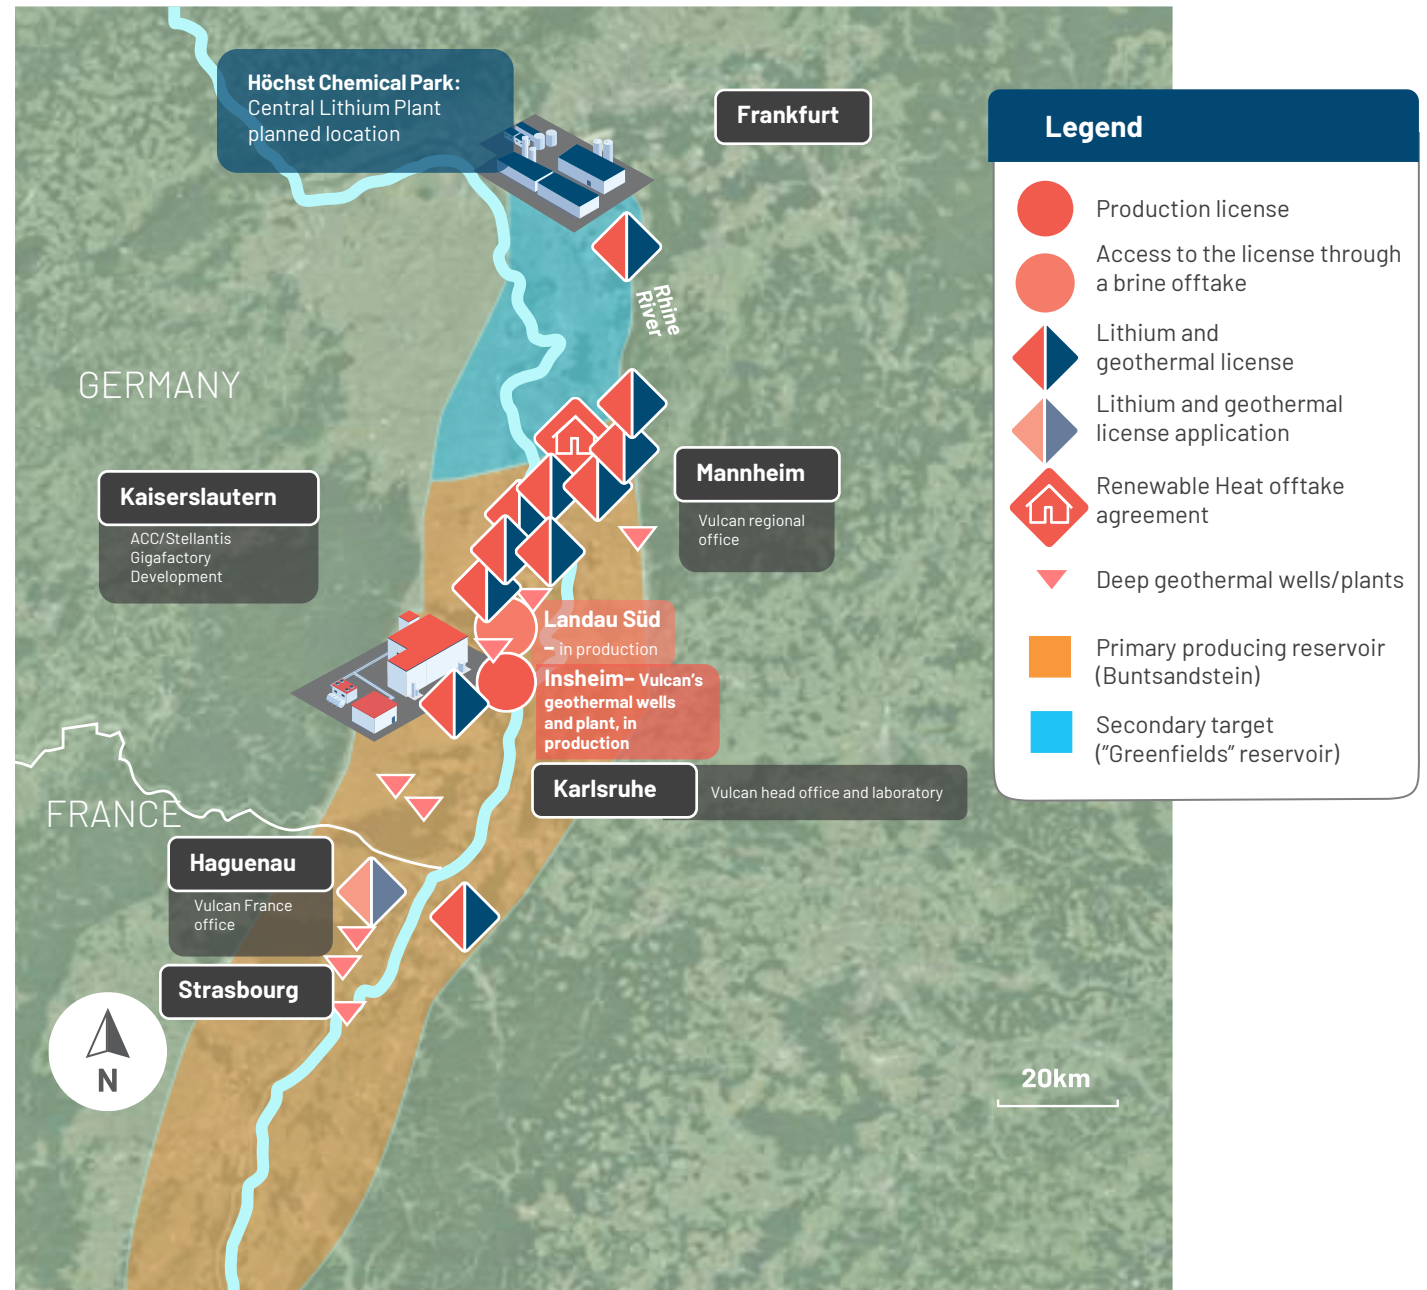 Höchst Chemical Park:
Central Lithium Plant
planned location
Frankfurt
Legend
Production license
Access to the license through
a brine offtake
Lithium and
geothermal license
Lithium and geothermal
license application
Renewable Heat offtake
agreement
Deep geothermal wells/plants
Primary producing reservoir
(Buntsandstein)
Secondary target
("Greenfields" reservoir)
Rhine
River
GERMANY
Kaiserslautern
ACC/Stellantis
Gigafactory
Development
Mannheim
Vulcan regional
office
Landau Süd
– in production
Insheim– Vulcan's
geothermal wells
and plant, in
production
Karlsruhe
Vulcan head office and laboratory
FRANCE
Haguenau
Vulcan France
office
Strasbourg
N
20km